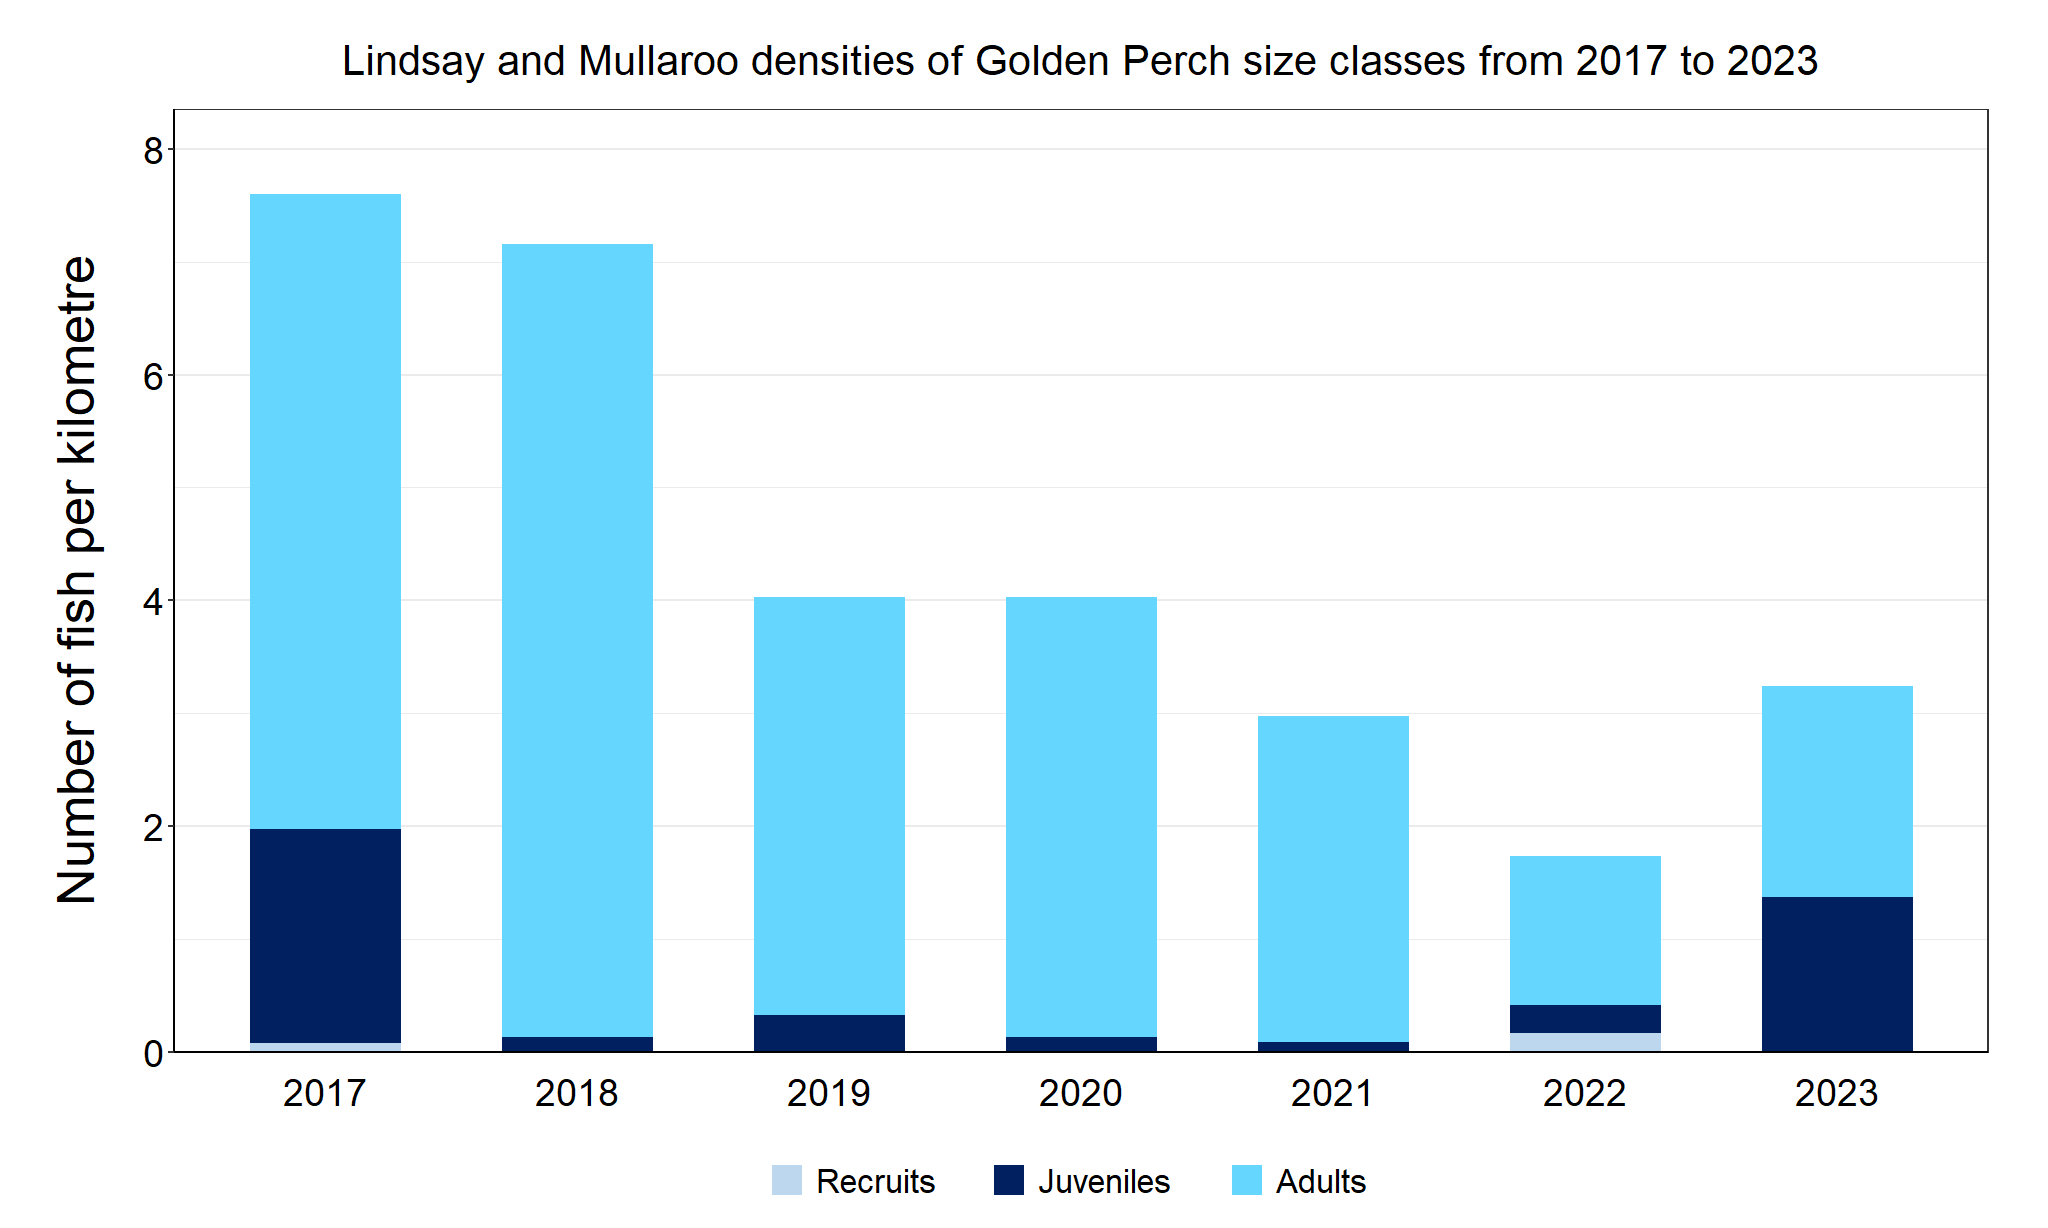 Lindsay and Mullaroo densities of Golden Perch size classes from 2017 to 2023
Number of fish per kilometre
8
6
4
2
0
2017 2018 2019 2020 2021 2022 2023
Recruits Juveniles Adults